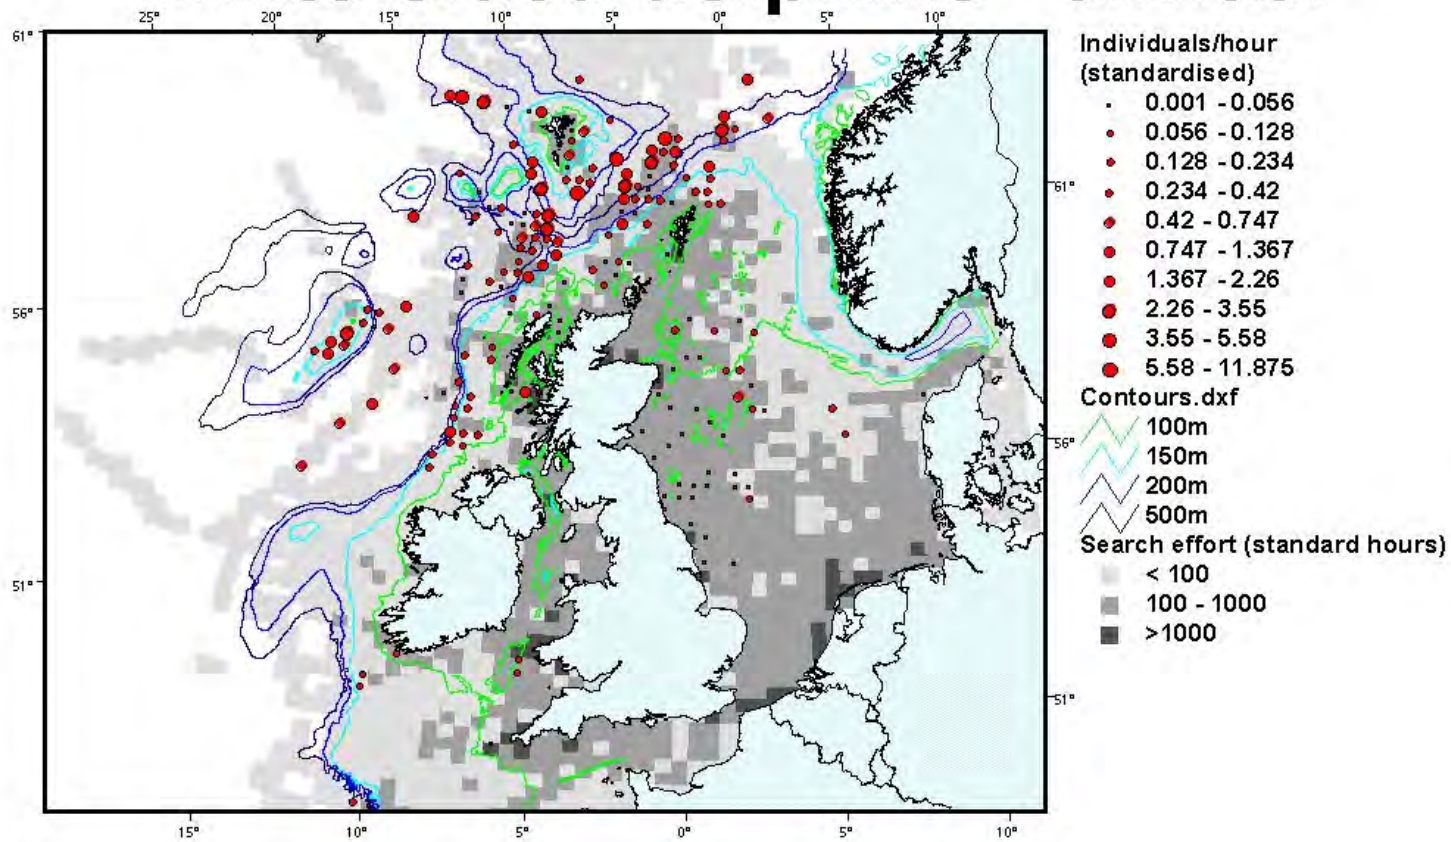 25° 20° 15° 10° 5° 0° 5° 10°
61°
61°
56°
56°
51°
51°
15° 10° 5° 0° 5° 10°
Individuals/hour
(standardised)
0.001 - 0.056
0.056 - 0.128
0.128 - 0.234
0.234 - 0.42
0.42 - 0.747
0.747 - 1.367
1.367 - 2.26
2.26 - 3.55
3.55 - 5.58
5.58 - 11.875
Contours.dxf
100m
150m
200m
500m
Search effort (standard hours)
< 100
100 - 1000
>1000